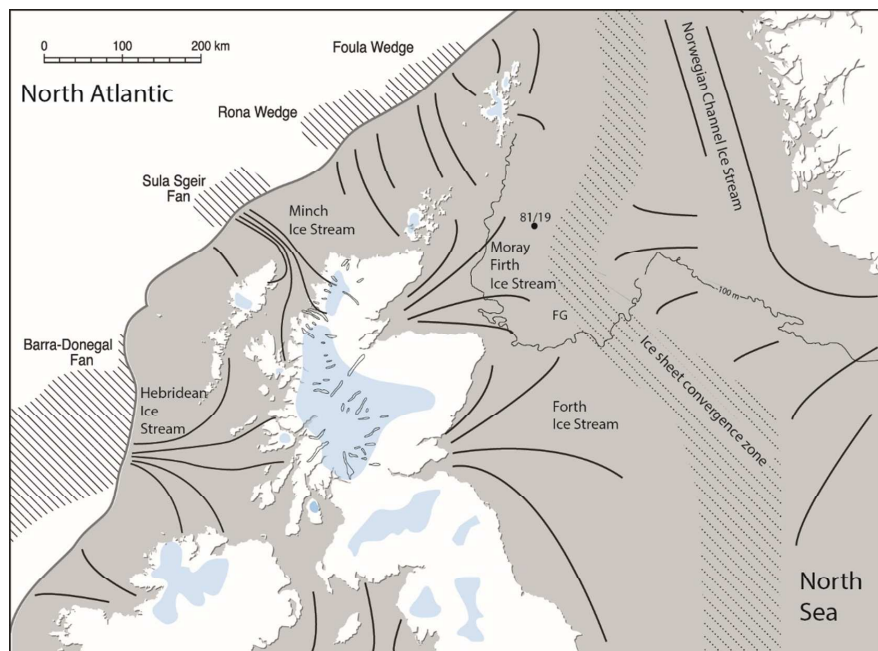 0 100 200 km
North Atlantic
Foula Wedge
Rona Wedge
Sula Sgeir
Fan
Minch
Ice Stream
Norwegian Channel Ice Stream
81/19
Moray
Firth
Ice Stream
FG
100 m
Barra-Donegal
Fan
Hebridean
Ice
Stream
Ice sheet convergence zone
Forth
Ice Stream
North
Sea